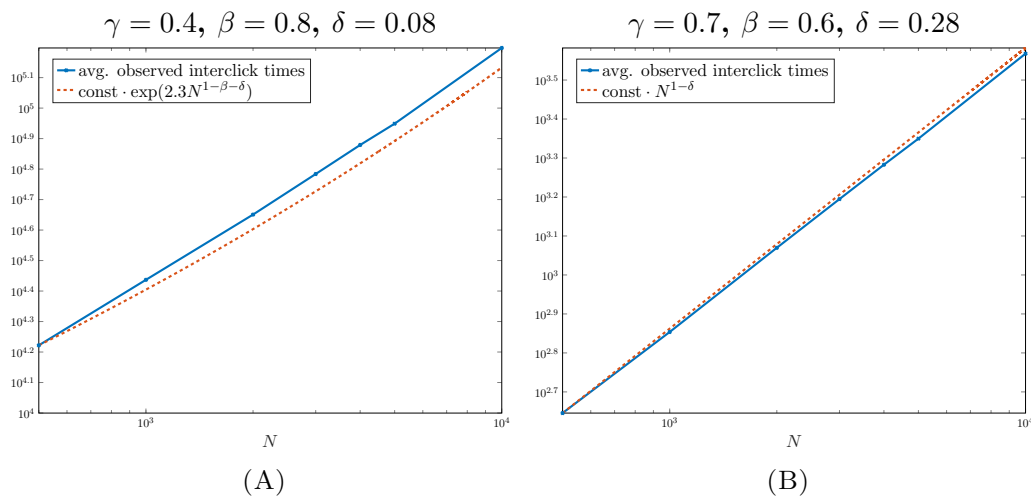 γ = 0.4, β = 0.8, δ = 0.08
10^5.1
10^5
10^4.9
10^4.8
10^4.7
10^4.6
10^4.5
10^4.4
10^4.3
10^4.2
10^4.1
10^4
avg. observed interclick times
const · exp(2.3N^{1−β−δ})
10^3
10^4
N
(A)
γ = 0.7, β = 0.6, δ = 0.28
10^3.5
10^3.4
10^3.3
10^3.2
10^3.1
10^3
10^2.9
10^2.8
10^2.7
avg. observed interclick times
const · N^{1−δ}
10^3
10^4
N
(B)